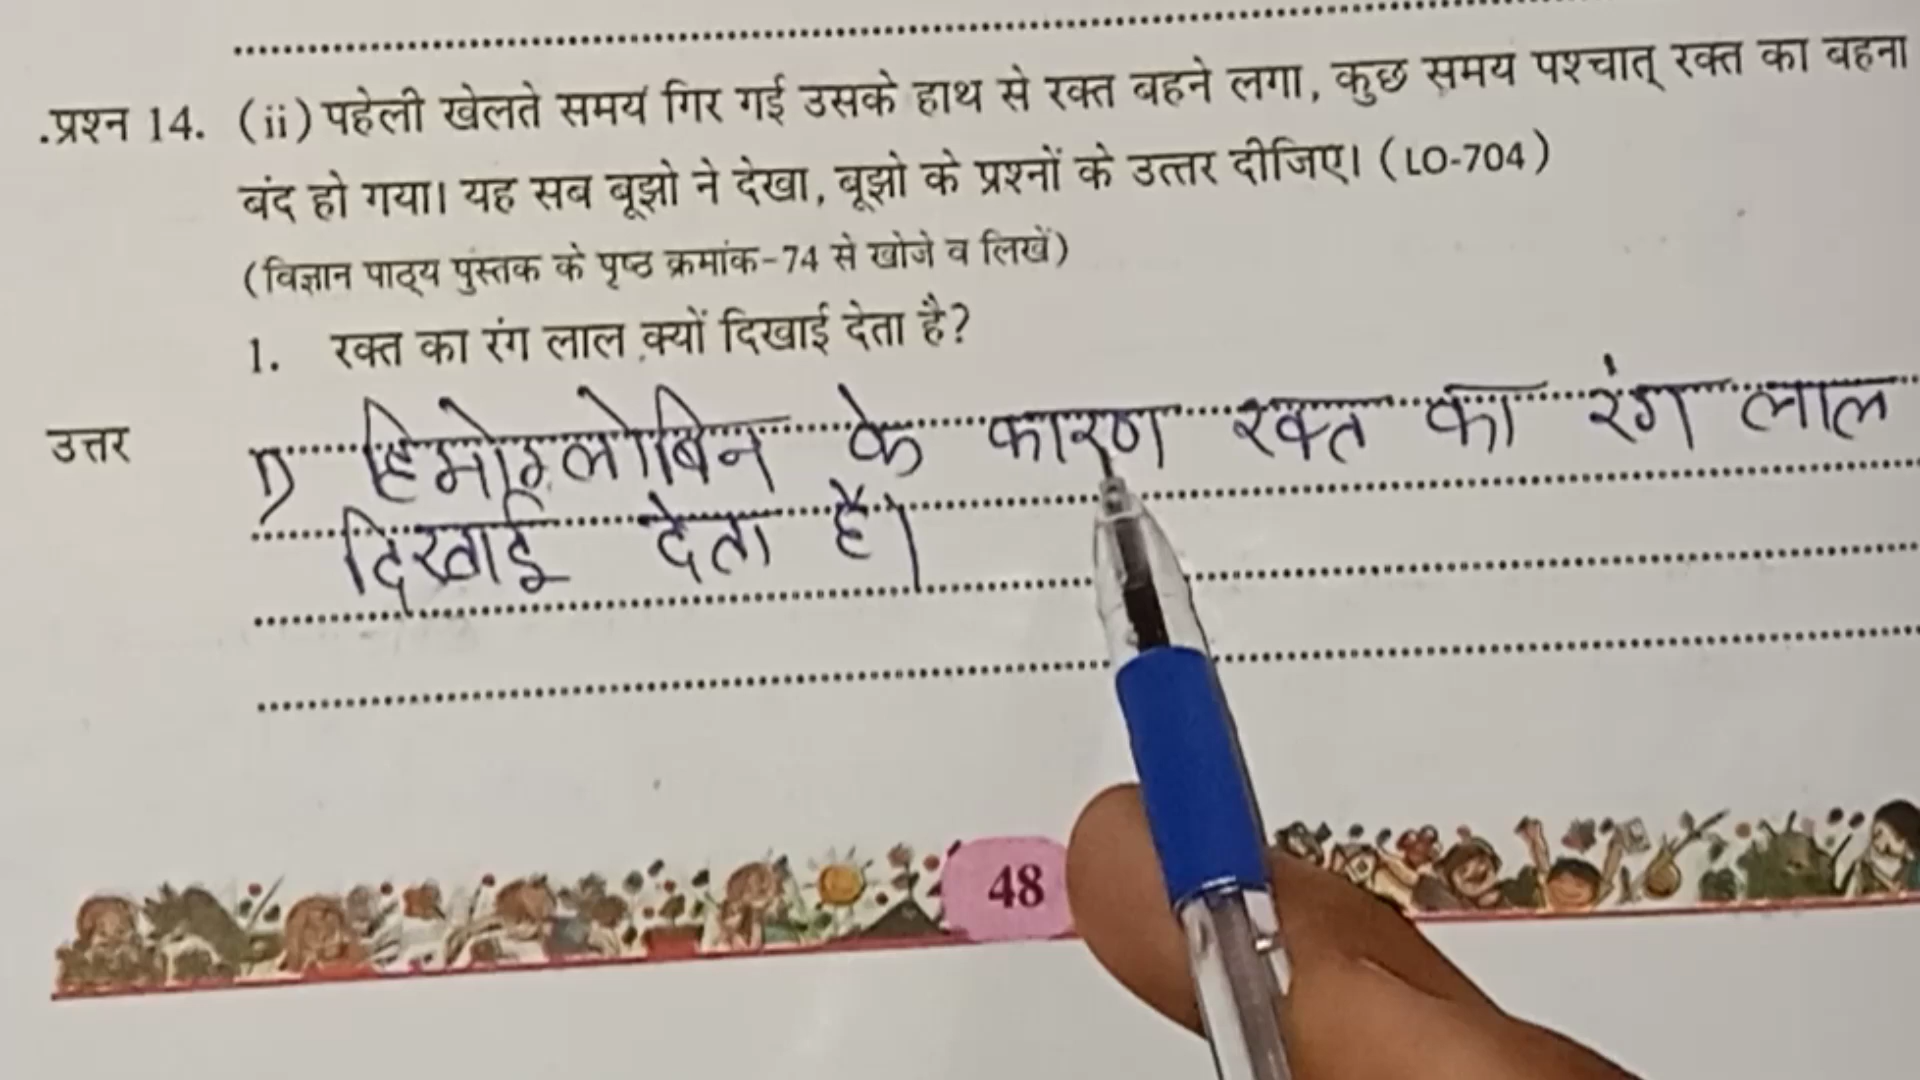 .प्रश्न 14. (ii) पहेली खेलते समय गिर गई उसके हाथ से रक्त बहने लगा, कुछ समय पश्चात् रक्त का बहना
बंद हो गया। यह सब बूझो ने देखा, बूझो के प्रश्नों के उत्तर दीजिए। (LO-704)
(विज्ञान पाठ्य पुस्तक के पृष्ठ क्रमांक-74 से खोजे व लिखें)
1. रक्त का रंग लाल क्यों दिखाई देता है?
उत्तर 1) हिमोग्लोबिन के कारण रक्त का रंग लाल
दिखाई देता है।
48